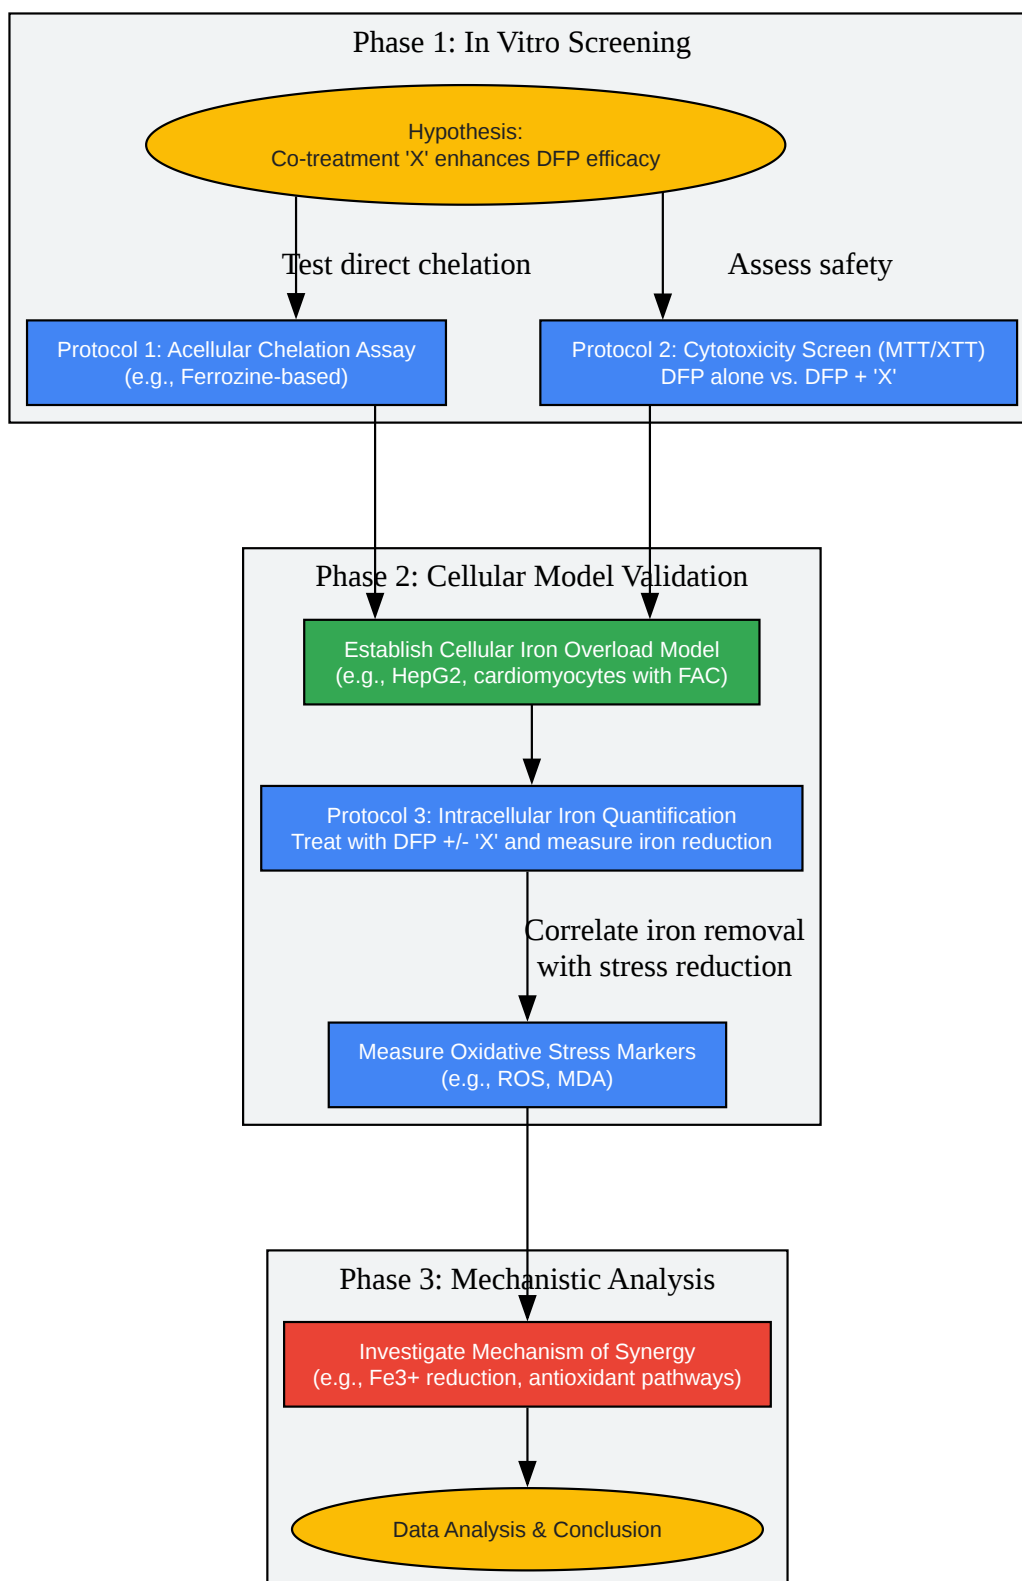 Phase 1: In Vitro Screening
Hypothesis:
Co-treatment 'X' enhances DFP efficacy
Test direct chelation
Assess safety
Protocol 1: Acellular Chelation Assay
(e.g., Ferrozine-based)
Protocol 2: Cytotoxicity Screen (MTT/XTT)
DFP alone vs. DFP + 'X'
Phase 2: Cellular Model Validation
Establish Cellular Iron Overload Model
(e.g., HepG2, cardiomyocytes with FAC)
Protocol 3: Intracellular Iron Quantification
Treat with DFP +/- 'X' and measure iron reduction
Correlate iron removal
with stress reduction
Measure Oxidative Stress Markers
(e.g., ROS, MDA)
Phase 3: Mechanistic Analysis
Investigate Mechanism of Synergy
(e.g., Fe3+ reduction, antioxidant pathways)
Data Analysis & Conclusion